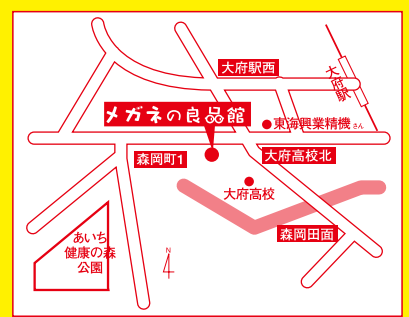 大府駅西
大府駅
メガネの良品館
東海興業精機さん
森岡町1
大府高校北
大府高校
森岡田面
あいち
健康の森
公園
N